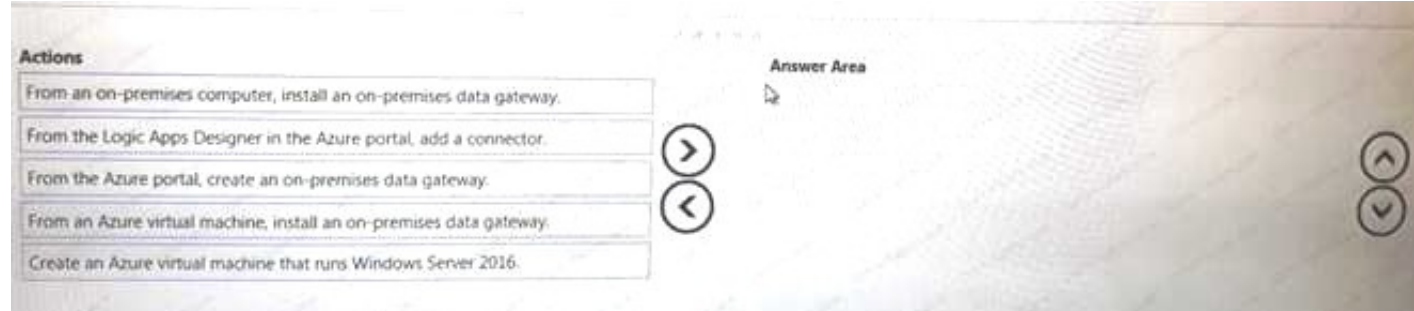 Actions
Answer Area
From an on-premises computer, install an on-premises data gateway.
From the Logic Apps Designer in the Azure portal, add a connector.
From the Azure portal, create an on-premises data gateway.
From an Azure virtual machine, install an on-premises data gateway.
Create an Azure virtual machine that runs Windows Server 2016.